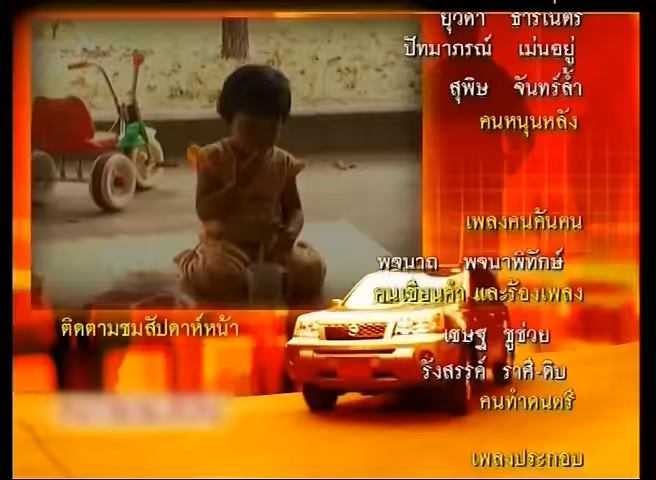 ยุวดา ธารเนตร
ปัทมาภรณ์ เม่นอยู่
สุพิษ จันทร์ล้ำ
คนหนุนหลัง
เพลงคนค้นฅน
พจนาถ พจนาพิทักษ์
คนเขียนคำ และร้องเพลง
ติดตามชมสัปดาห์หน้า
เชษฐ ชูช่วย
รังสรรค์ ราศี-ดิบ
คนทำดนตรี
เพลงประกอบ